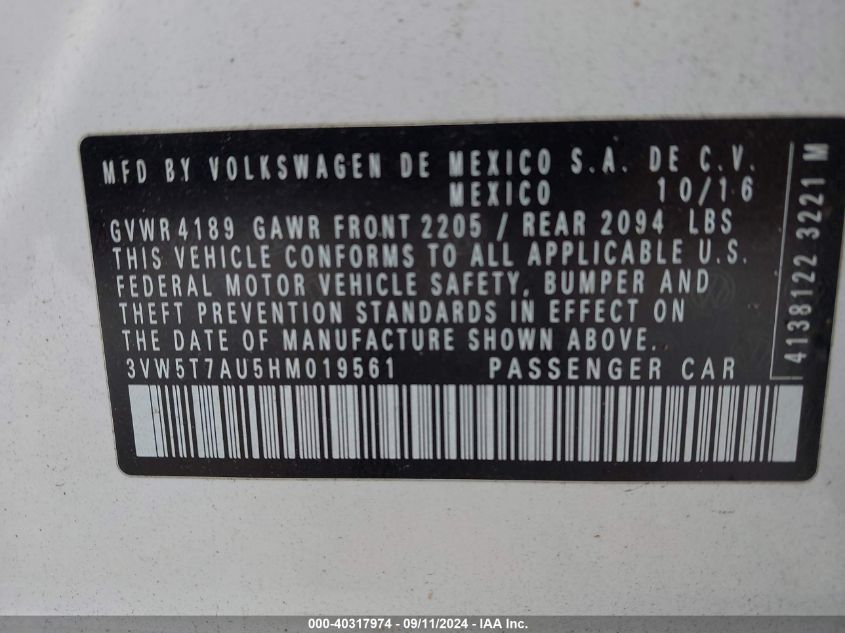 MFD BY VOLKSWAGEN DE MEXICO S.A. DE C.V.
MEXICO 10/16
GVWR 4189 GAWR FRONT 2205 / REAR 2094 LBS
THIS VEHICLE CONFORMS TO ALL APPLICABLE U.S.
FEDERAL MOTOR VEHICLE SAFETY, BUMPER AND
THEFT PREVENTION STANDARDS IN EFFECT ON
THE DATE OF MANUFACTURE SHOWN ABOVE.
3VW5T7AU5HM019561 PASSENGER CAR
4138122 3221 M
000-40317974 - 09/11/2024 - IAA, Inc.